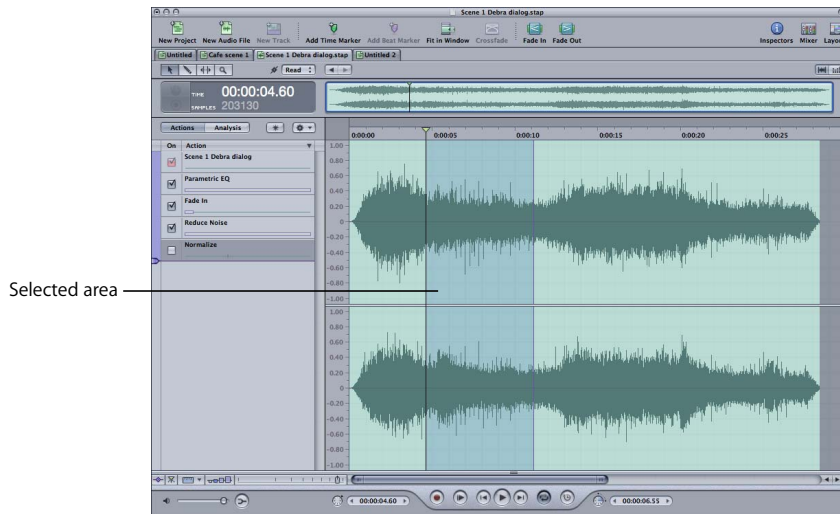 Scene 1 Debra dialog.stap
New Project New Audio File New Track Add Time Marker Add Beat Marker Fit in Window Crossfade Fade In Fade Out Inspectors Mixer Layou
Untitled Cafe scene 1 Scene 1 Debra dialog.stap Untitled 2
Read
TIME 00:00:04.60
SAMPLES 203130
Actions Analysis
0:00:00 0:00:05 0:00:10 0:00:15 0:00:20 0:00:25
On Action
Scene 1 Debra dialog
Parametric EQ
Fade In
Reduce Noise
Normalize
1.00
0.80
0.60
0.40
0.20
0
-0.20
-0.40
-0.60
-0.80
-1.00
Selected area
1.00
0.80
0.60
0.40
0.20
0
-0.20
-0.40
-0.60
-0.80
-1.00
00:00:04.60 00:00:06.55